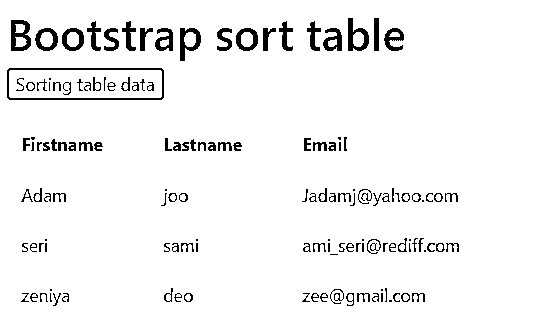 Bootstrap sort table
Sorting table data
Firstname Lastname Email
Adam joo Jadamj@yahoo.com
seri sami ami_seri@rediff.com
zeniya deo zee@gmail.com